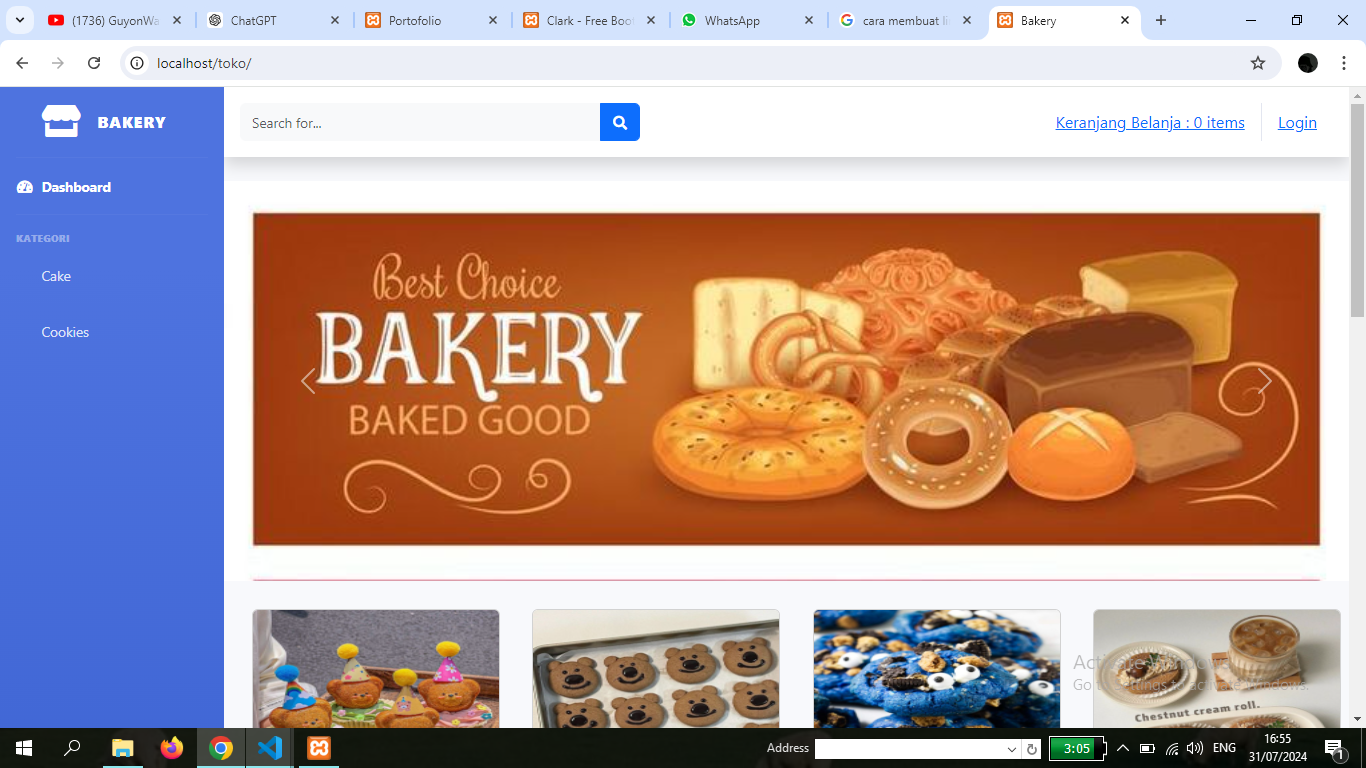 (1736) GuyonWa
ChatGPT
Portofolio
Clark - Free Boo
WhatsApp
cara membuat li
Bakery
localhost/toko/
BAKERY
Search for...
Keranjang Belanja : 0 items
Login
Dashboard
KATEGORI
Cake
Cookies
Best Choice
BAKERY
BAKED GOOD
Activate Windows
Go to Settings to activate Windows.
Chestnut cream roll.
Address
3:05
ENG
16:55
31/07/2024
1